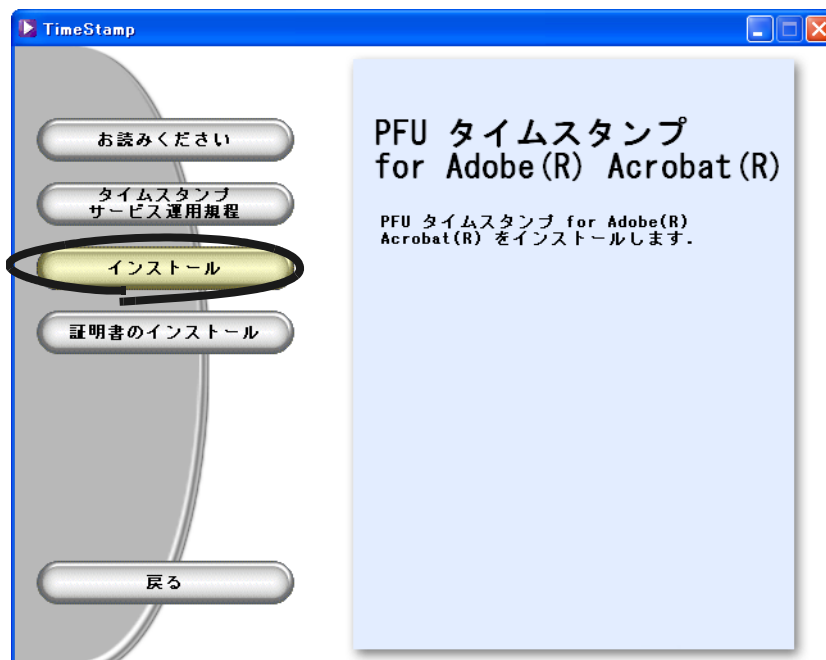 TimeStamp
お読みください
タイムスタンプ
サービス運用規程
インストール
証明書のインストール
戻る
PFU タイムスタンプ
for Adobe(R) Acrobat(R)
PFU タイムスタンプ for Adobe(R)
Acrobat(R) をインストールします.